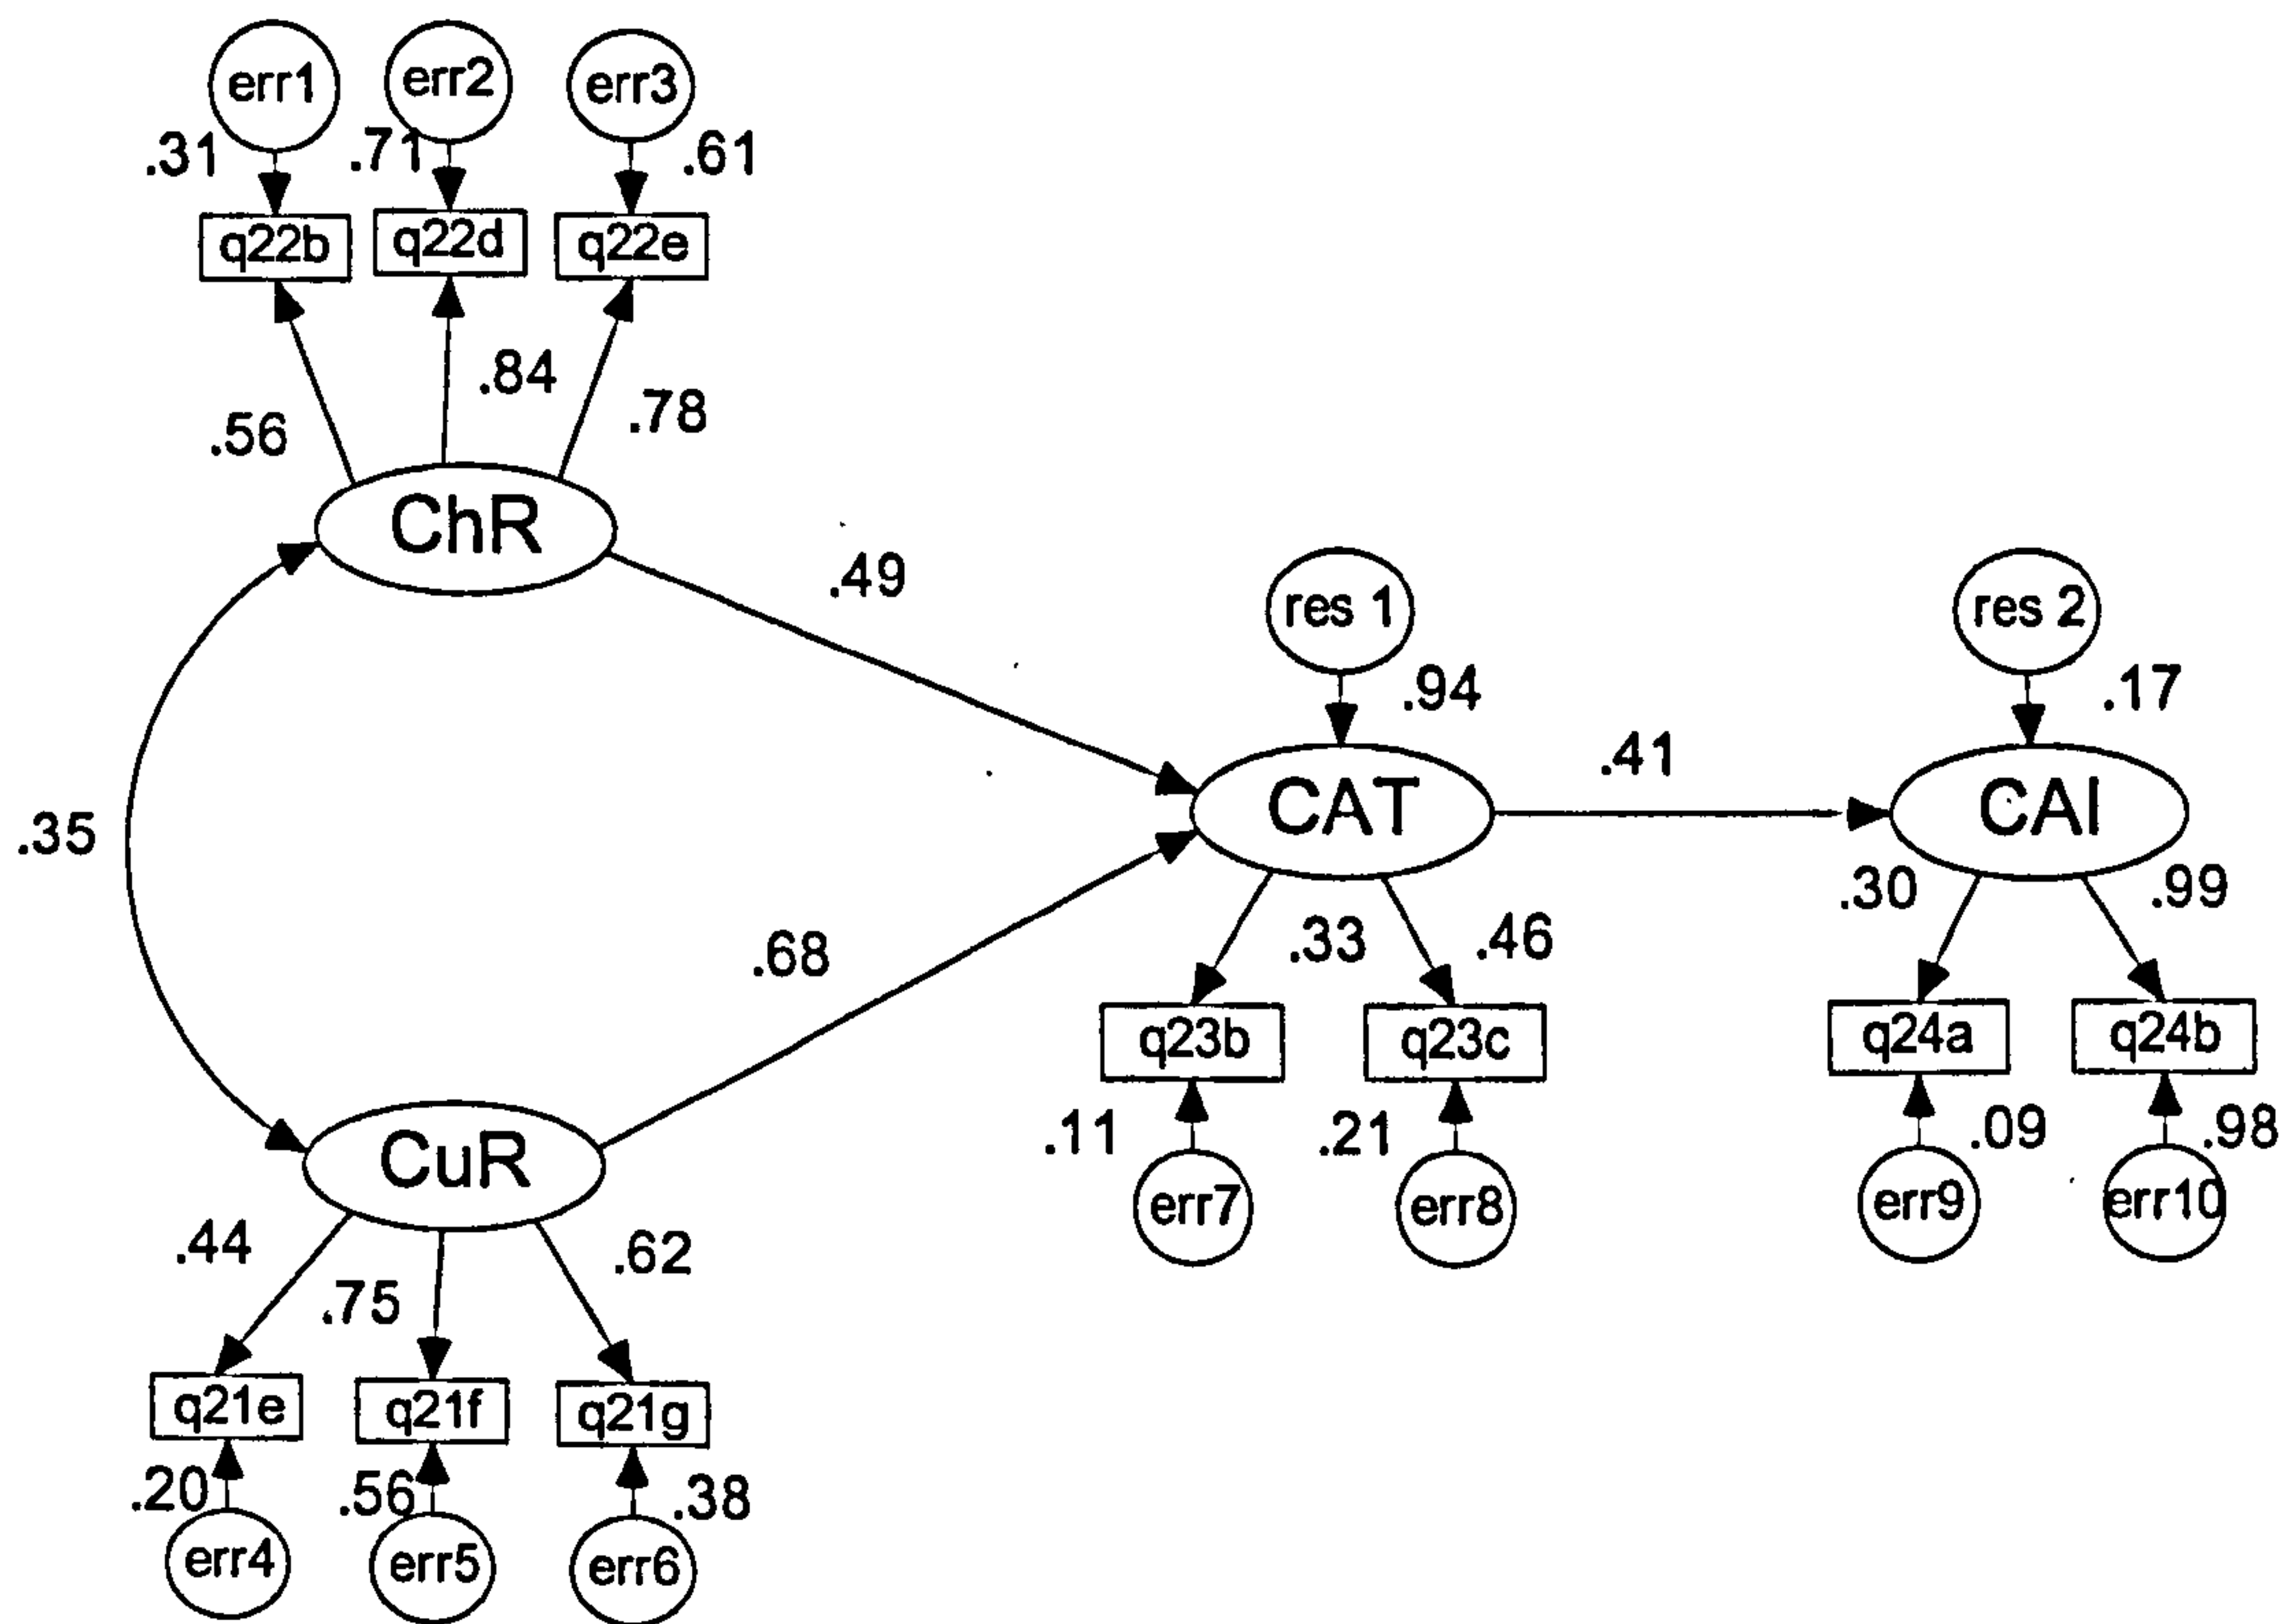 err1 err2 err3
.31 .71 .61
q22b q22d q22e
.84
.56 .78
ChR
.49
res 1 res 2
.94 .17
.41
CAT CAI
.35
.30 .99
.68 .33 .46
q23b q23c q24a q24b
.11 .21 .09 .98
CuR
err7 err8 err9 err10
.44 .62
.75
q21e q21f q21g
.20 .56 .38
err4 err5 err6